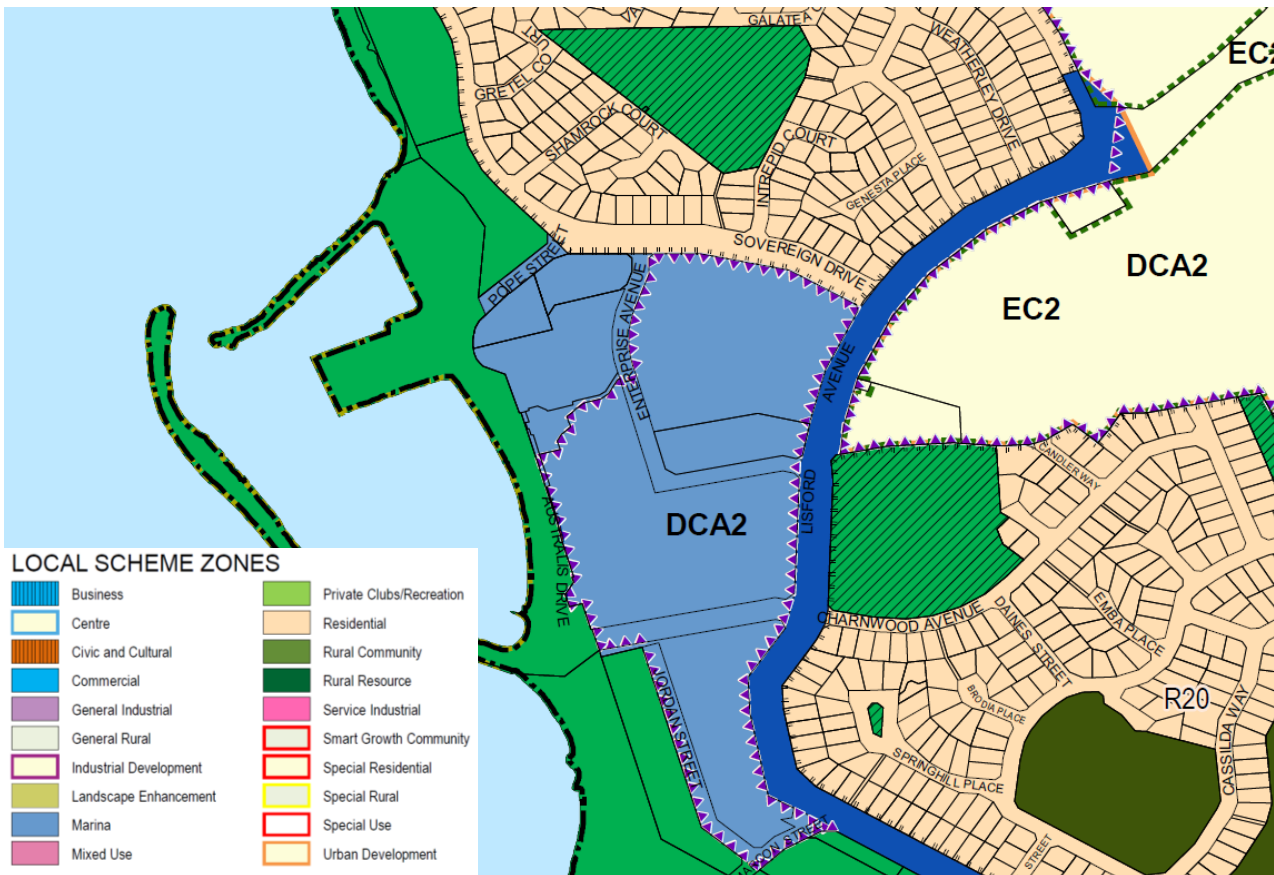 GALATEA
WEATHERLEY DRIVE
EC2
GRETEL COURT
SHAMROCK COURT
INTREPID COURT
GENESTA PLACE
POPE STREET
SOVEREIGN DRIVE
DCA2
EC2
ENTERPRISE AVENUE
LISFORD AVENUE
CANDLER WAY
DCA2
AUSTRALIS DRIVE
CHARNWOOD AVENUE
DAINES STREET
EMBA PLACE
JORDAN STREET
BRODIA PLACE
R20
CASSILDA WAY
SPRINGHILL PLACE
STREET
STREET
LOCAL SCHEME ZONES
Business
Centre
Civic and Cultural
Commercial
General Industrial
General Rural
Industrial Development
Landscape Enhancement
Marina
Mixed Use
Private Clubs/Recreation
Residential
Rural Community
Rural Resource
Service Industrial
Smart Growth Community
Special Residential
Special Rural
Special Use
Urban Development